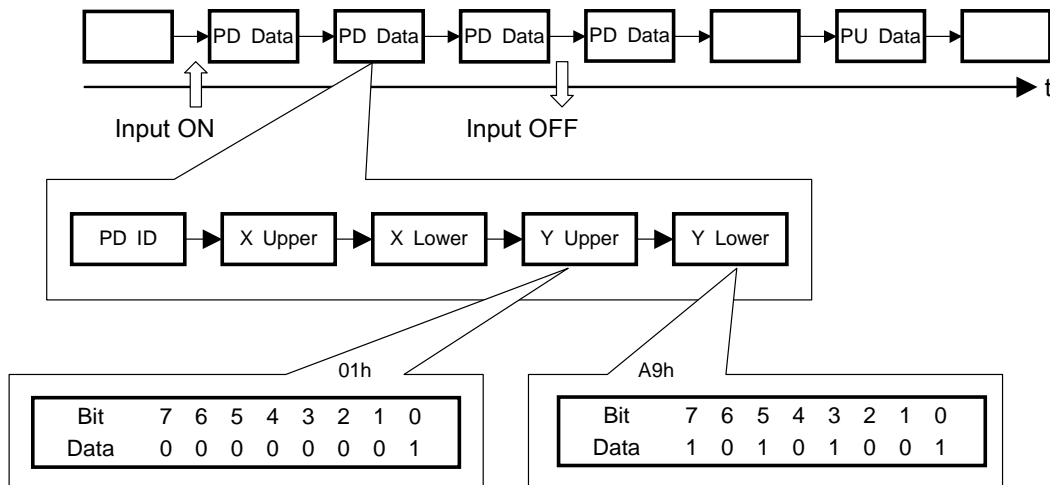 PD Data PD Data PD Data PD Data PU Data
t
Input ON Input OFF
PD ID X Upper X Lower Y Upper Y Lower
01h A9h
Bit 7 6 5 4 3 2 1 0
Data 0 0 0 0 0 0 0 1
Bit 7 6 5 4 3 2 1 0
Data 1 0 1 0 1 0 0 1